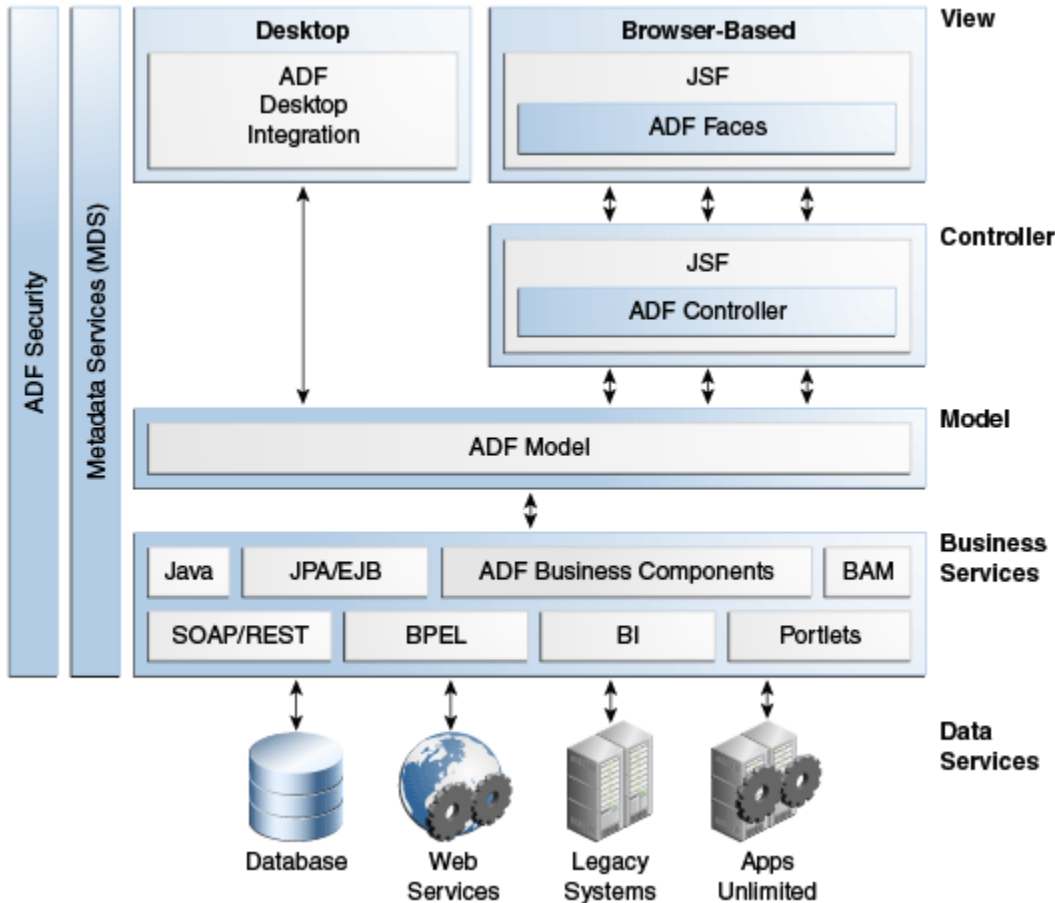 ADF Security
Metadata Services (MDS)
Desktop
ADF
Desktop
Integration
Browser-Based
JSF
ADF Faces
View
JSF
ADF Controller
Controller
ADF Model
Model
Java
JPA/EJB
ADF Business Components
BAM
SOAP/REST
BPEL
BI
Portlets
Business
Services
Database
Web
Services
Legacy
Systems
Apps
Unlimited
Data
Services